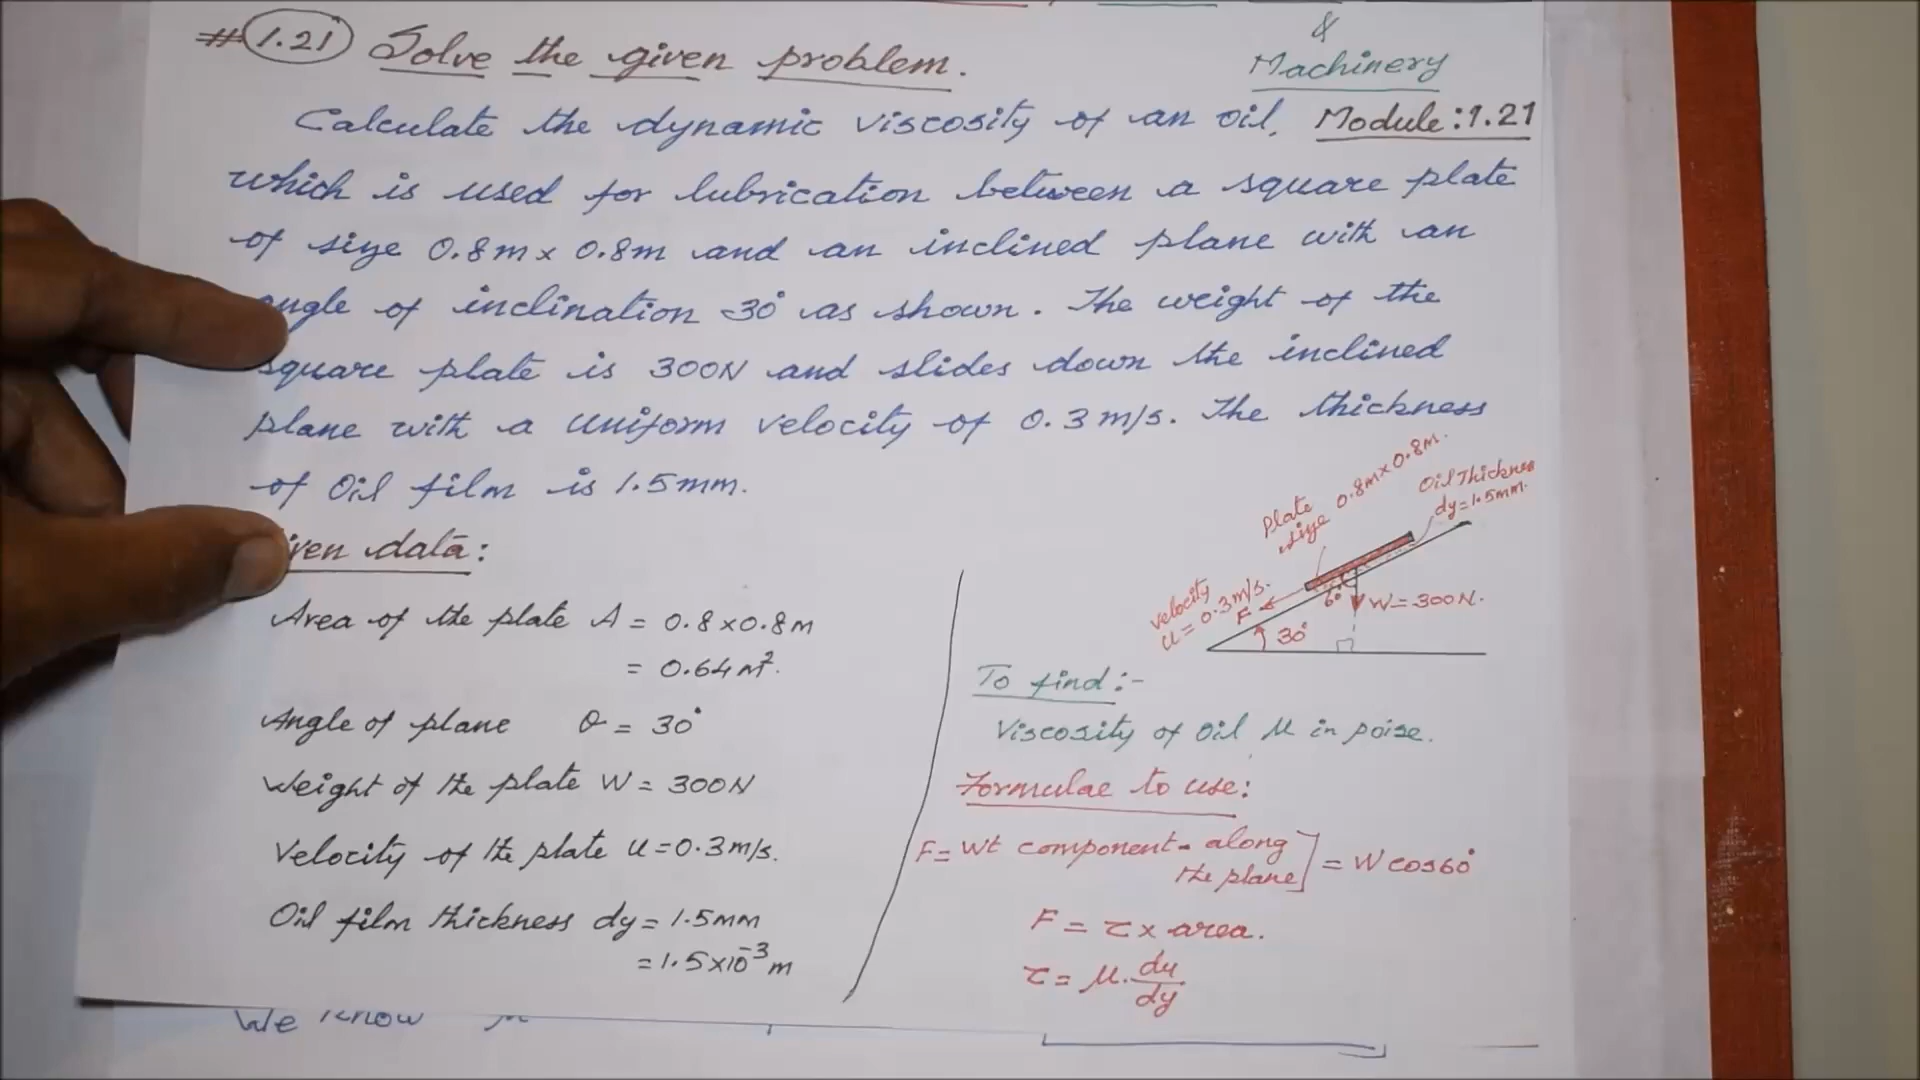 &
# 1.21 Solve the given problem.
Machinery
Calculate the dynamic viscosity of an oil,
Module:1.21
which is used for lubrication between a square plate
of size 0.8m x 0.8m and an inclined plane with an
angle of inclination 30° as shown. The weight of the
square plate is 300N and slides down the inclined
plane with a uniform velocity of 0.3 m/s. The thickness
of Oil film is 1.5mm.
Plate
size 0.8m x 0.8m.
Oil Thickness
dy=1.5mm.
velocity
u = 0.3m/s.
F
60°
W=300N.
30°
ven data:
Area of the plate A = 0.8 x0.8m
= 0.64 m².
Angle of plane θ = 30°
Weight of the plate W = 300N
Velocity of the plate u=0.3m/s.
Oil film thickness dy= 1.5mm
=1.5x10⁻³ m
To find:-
Viscosity of oil μ in poise.
Formulae to use:
F= Wt component along
the plane] = W cos60°
F = τ x area.
τ = μ. du/dy
We know